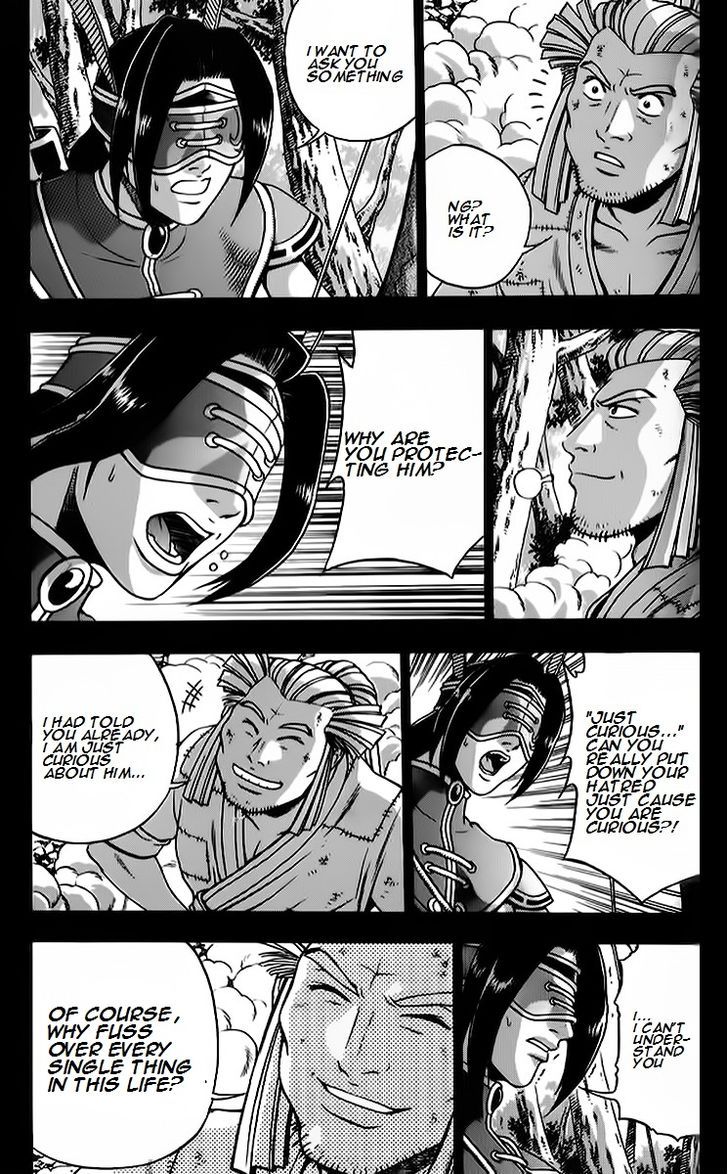 I WANT TO
ASK YOU
SOMETHING
NG?
WHAT
IS IT?
WHY ARE
YOU PROTEC-
TING HIM?
I HAD TOLD
YOU ALREADY,
I AM JUST
CURIOUS
ABOUT HIM...
"JUST
CURIOUS..."
CAN YOU
REALLY PUT
DOWN YOUR
HATRED
JUST CAUSE
YOU ARE
CURIOUS?!
OF COURSE,
WHY FUSS
OVER EVERY
SINGLE THING
IN THIS LIFE?
I...
I CAN'T
UNDER-
STAND
YOU